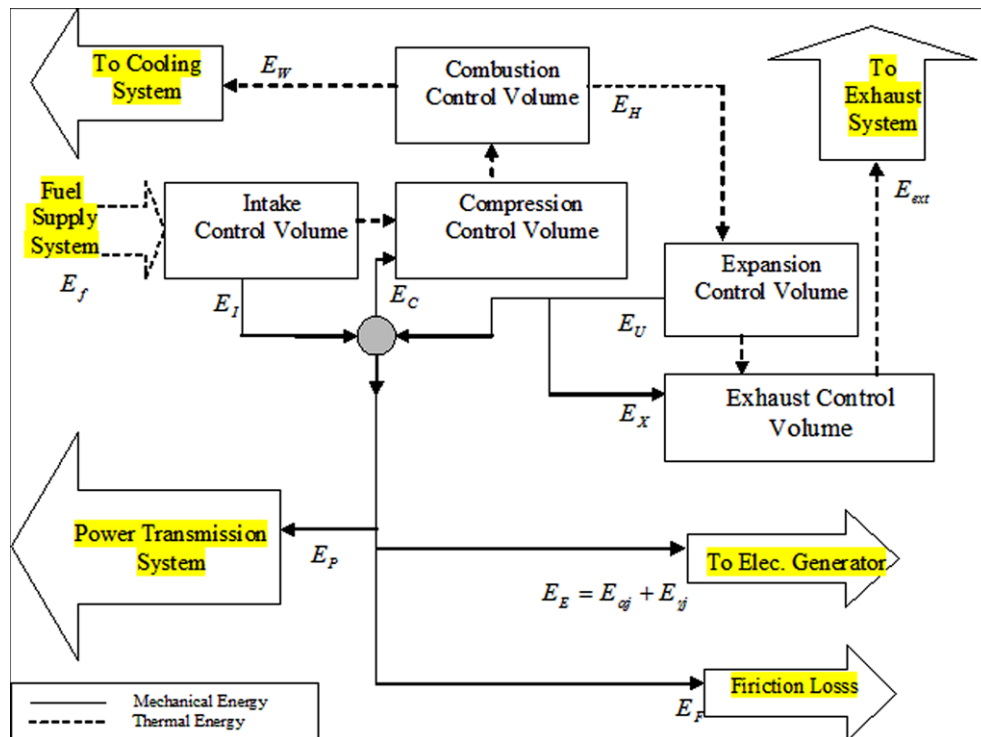 To Cooling
System
E_W
Combustion
Control Volume
E_H
To
Exhaust
System
Fuel
Supply
System
E_f
Intake
Control Volume
Compression
Control Volume
E_ext
E_I
E_C
Expansion
Control Volume
E_U
E_X
Exhaust Control
Volume
Power Transmission
System
E_P
To Elec. Generator
E_E = E_aj + E_ij
Firiction Losss
E_F
Mechanical Energy
Thermal Energy